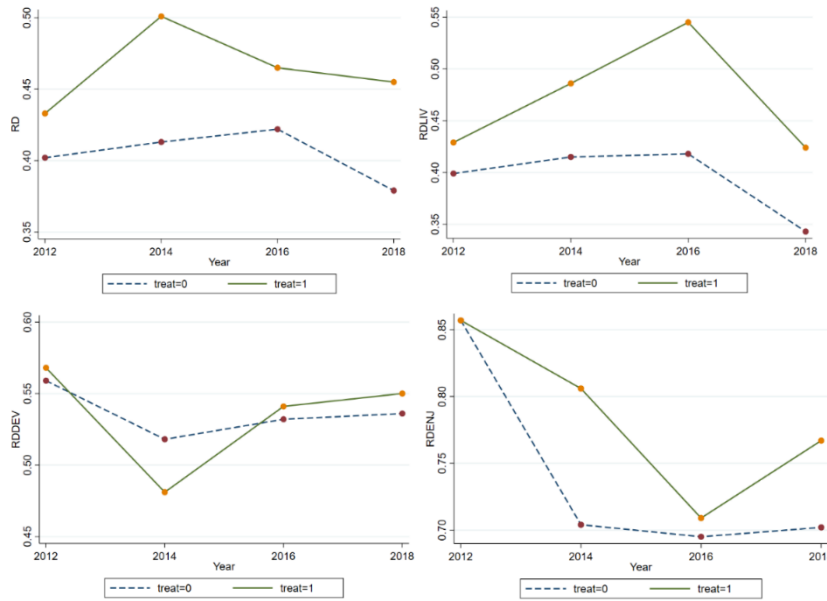 RD
0.50
0.45
0.40
0.35
2012 2014 2016 2018
Year
treat=0 treat=1
RDLIV
0.55
0.50
0.45
0.40
0.35
2012 2014 2016 2018
Year
treat=0 treat=1
RDDEV
0.60
0.55
0.50
0.45
2012 2014 2016 2018
Year
treat=0 treat=1
RDENJ
0.85
0.80
0.75
0.70
2012 2014 2016 201
Year
treat=0 treat=1